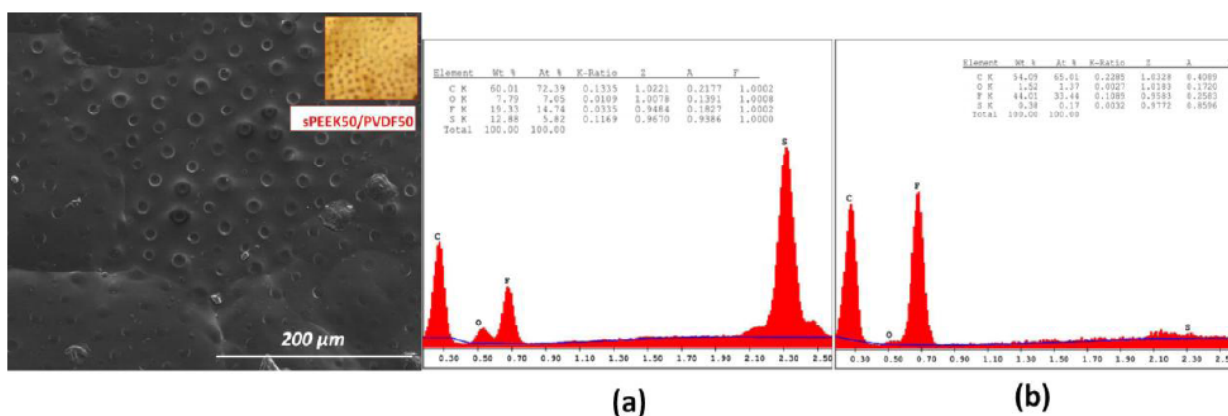 sPEEK50/PVDF50
200 µm
Element Wt % At % K-Ratio Z A F
C K 60.01 72.39 0.1335 1.0221 0.2177 1.0002
O K 7.79 7.05 0.0109 1.0078 0.1391 1.0008
F K 19.33 14.74 0.0335 0.9484 0.1827 1.0002
S K 12.88 5.82 0.1169 0.9670 0.9386 1.0000
Total 100.00 100.00
S
C
F
O
0.30 0.50 0.70 0.90 1.10 1.30 1.50 1.70 1.90 2.10 2.30 2.50
(a)
Element Wt % At % K-Ratio Z A
C K 54.09 65.01 0.2285 1.0328 0.4089
O K 1.52 1.37 0.0027 1.0183 0.1720
F K 44.01 33.44 0.1089 0.9583 0.2583
S K 0.38 0.17 0.0032 0.9772 0.8596
Total 100.00 100.00
C
F
O
S
0.30 0.50 0.70 0.90 1.10 1.30 1.50 1.70 1.90 2.10 2.30
(b)